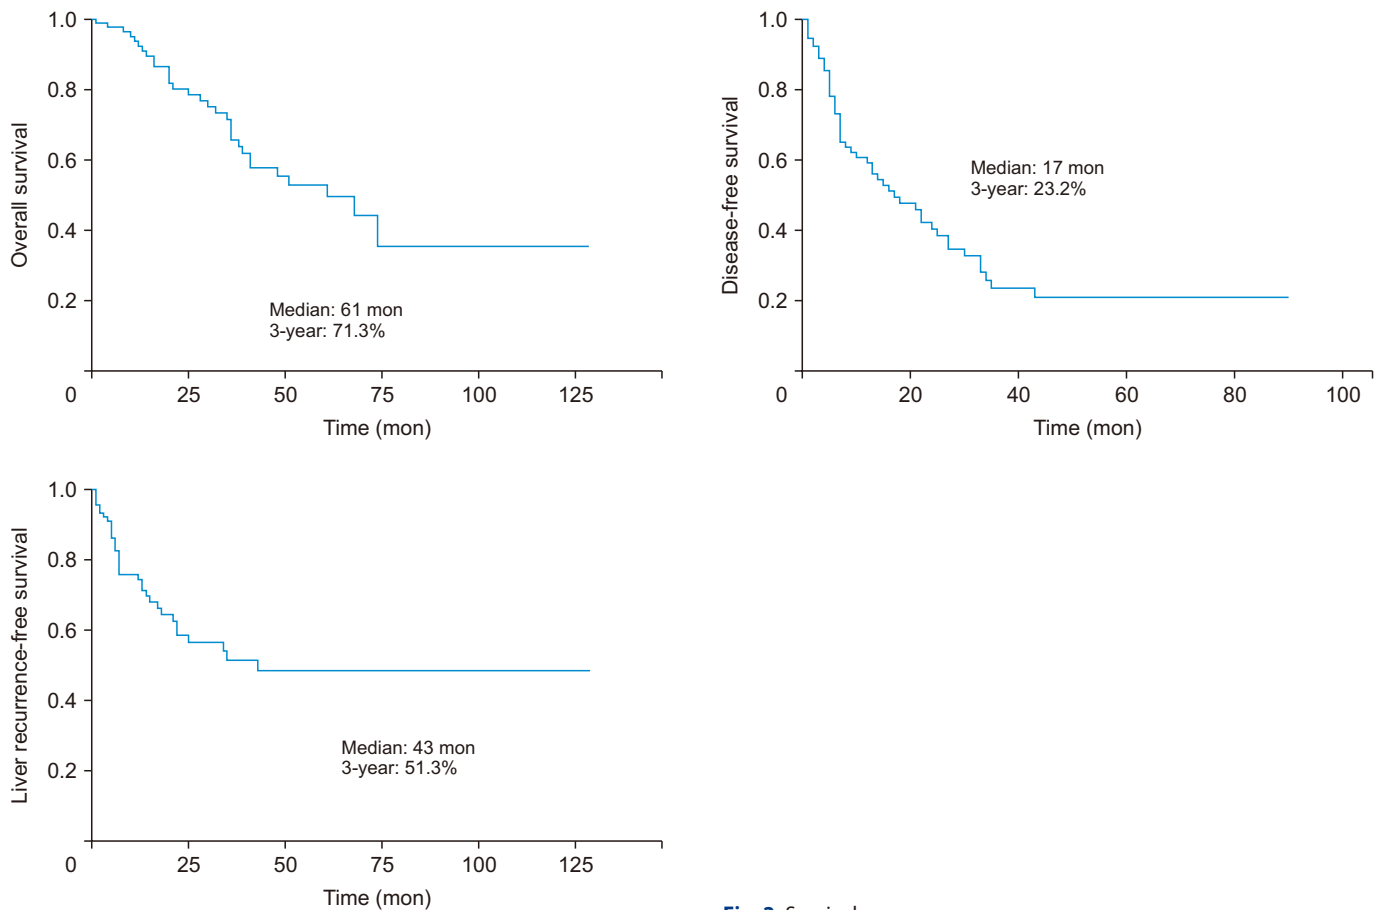 1.0
0.8
0.6
0.4
0.2
0
25
50
75
100
125
Overall survival
Time (mon)
Median: 61 mon
3-year: 71.3%
1.0
0.8
0.6
0.4
0.2
0
20
40
60
80
100
Disease-free survival
Time (mon)
Median: 17 mon
3-year: 23.2%
1.0
0.8
0.6
0.4
0.2
0
25
50
75
100
125
Liver recurrence-free survival
Time (mon)
Median: 43 mon
3-year: 51.3%